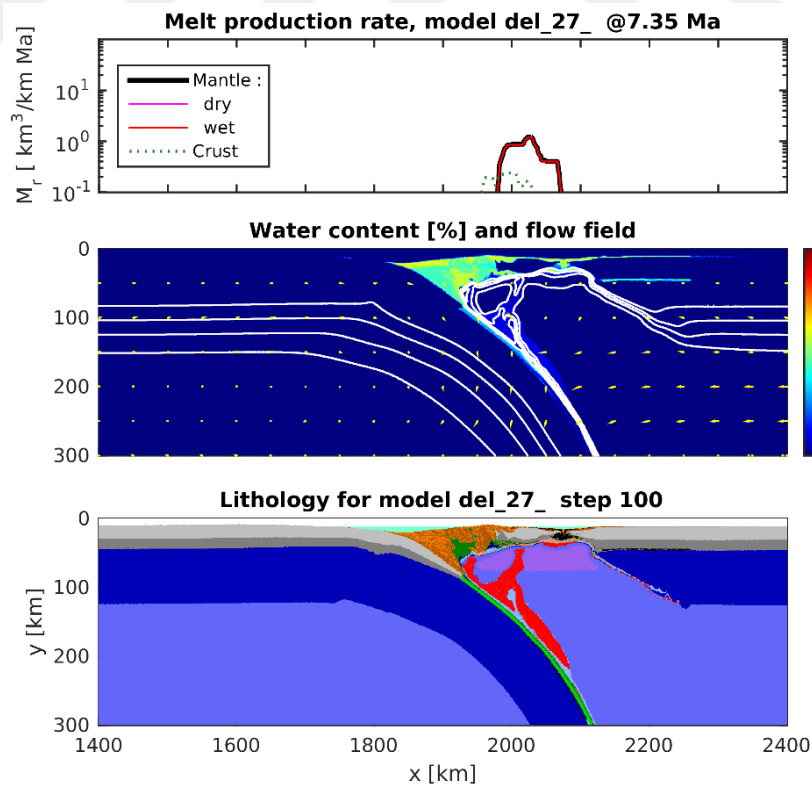 Melt production rate, model del_27_ @7.35 Ma
M_r [ km^3/km Ma]
10^1
10^0
10^-1
Mantle :
dry
wet
Crust
Water content [%] and flow field
0
100
200
300
Lithology for model del_27_ step 100
y [km]
0
100
200
300
1400
1600
1800
2000
2200
2400
x [km]